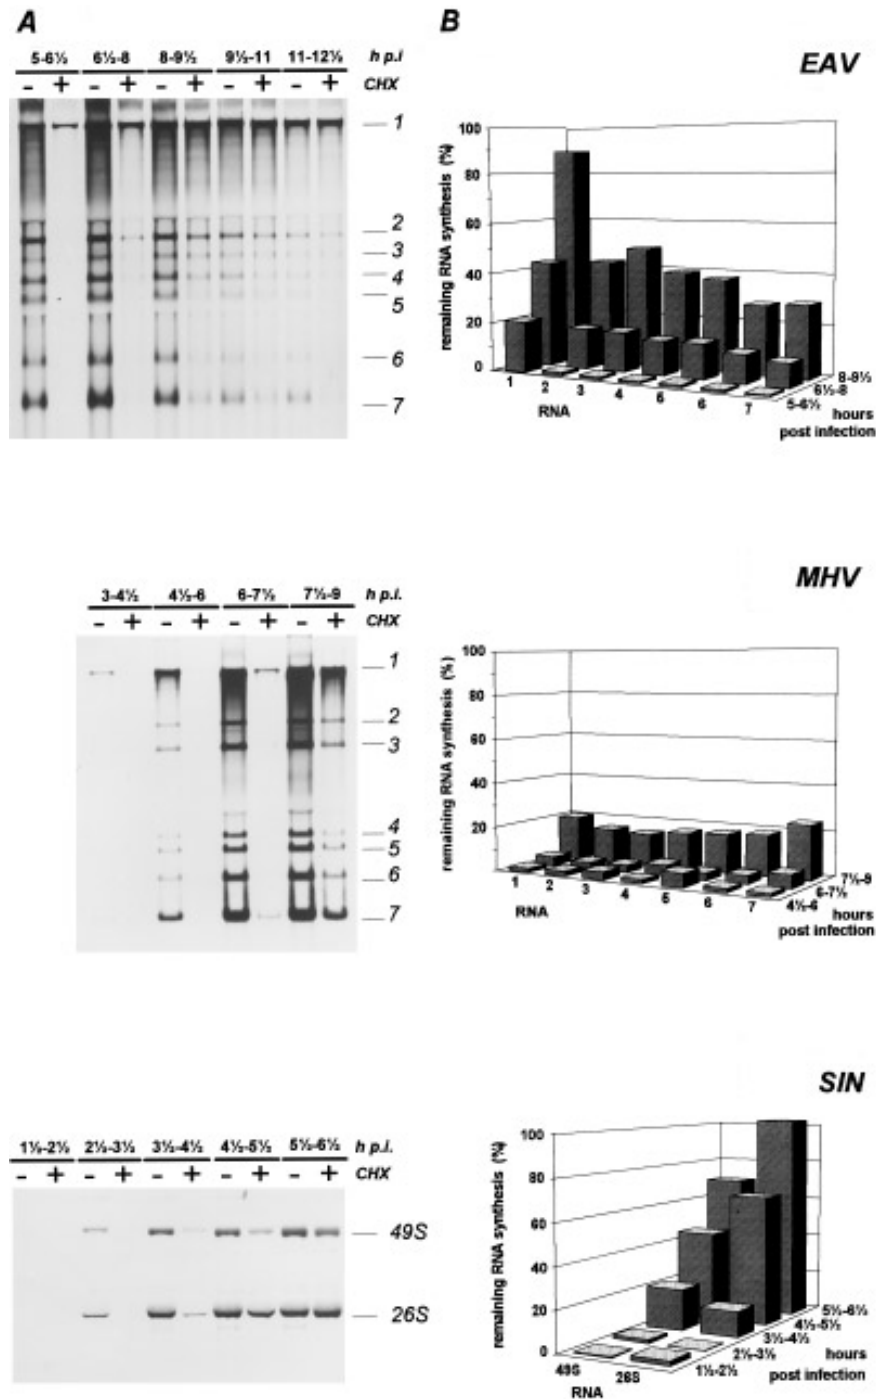 A
B
5-6½ 6½-8 8-9½ 9½-11 11-12½ h p.i
- + - + - + - + - + CHX
1
2
3
4
5
6
7
EAV
remaining RNA synthesis (%)
100
80
60
40
20
0
1 2 3 4 5 6 7
RNA
8-9½
6½-8
5-6½
hours
post infection
3-4½ 4½-6 6-7½ 7½-9 h p.i.
- + - + - + - + CHX
1
2
3
4
5
6
7
MHV
remaining RNA synthesis (%)
100
80
60
40
20
1 2 3 4 5 6 7
RNA
7½-9
6-7½
4½-6
hours
post infection
1½-2½ 2½-3½ 3½-4½ 4½-5½ 5½-6½ h p.i.
- + - + - + - + - + CHX
49S
26S
SIN
remaining RNA synthesis (%)
100
80
60
40
20
0
49S 26S
RNA
5½-6½
4½-5½
3½-4½
2½-3½
1½-2½
hours
post infection